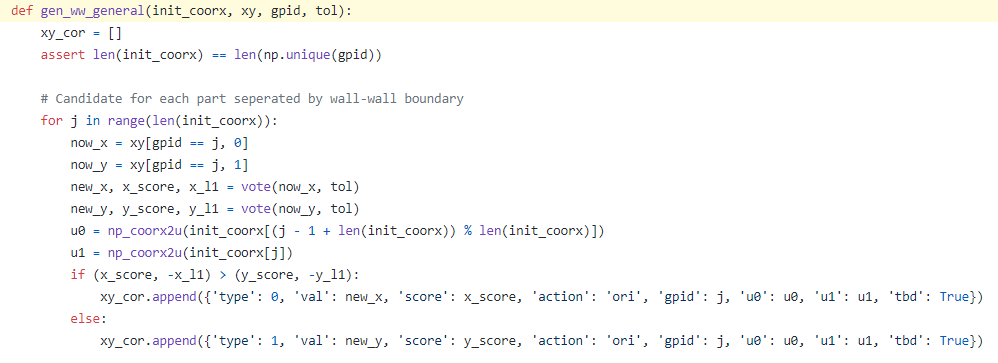 def gen_ww_general(init_coorx, xy, gpid, tol):
    xy_cor = []
    assert len(init_coorx) == len(np.unique(gpid))

    # Candidate for each part seperated by wall-wall boundary
    for j in range(len(init_coorx)):
        now_x = xy[gpid == j, 0]
        now_y = xy[gpid == j, 1]
        new_x, x_score, x_l1 = vote(now_x, tol)
        new_y, y_score, y_l1 = vote(now_y, tol)
        u0 = np_coorx2u(init_coorx[(j - 1 + len(init_coorx)) % len(init_coorx)])
        u1 = np_coorx2u(init_coorx[j])
        if (x_score, -x_l1) > (y_score, -y_l1):
            xy_cor.append({'type': 0, 'val': new_x, 'score': x_score, 'action': 'ori', 'gpid': j, 'u0': u0, 'u1': u1, 'tbd': True})
        else:
            xy_cor.append({'type': 1, 'val': new_y, 'score': y_score, 'action': 'ori', 'gpid': j, 'u0': u0, 'u1': u1, 'tbd': True})